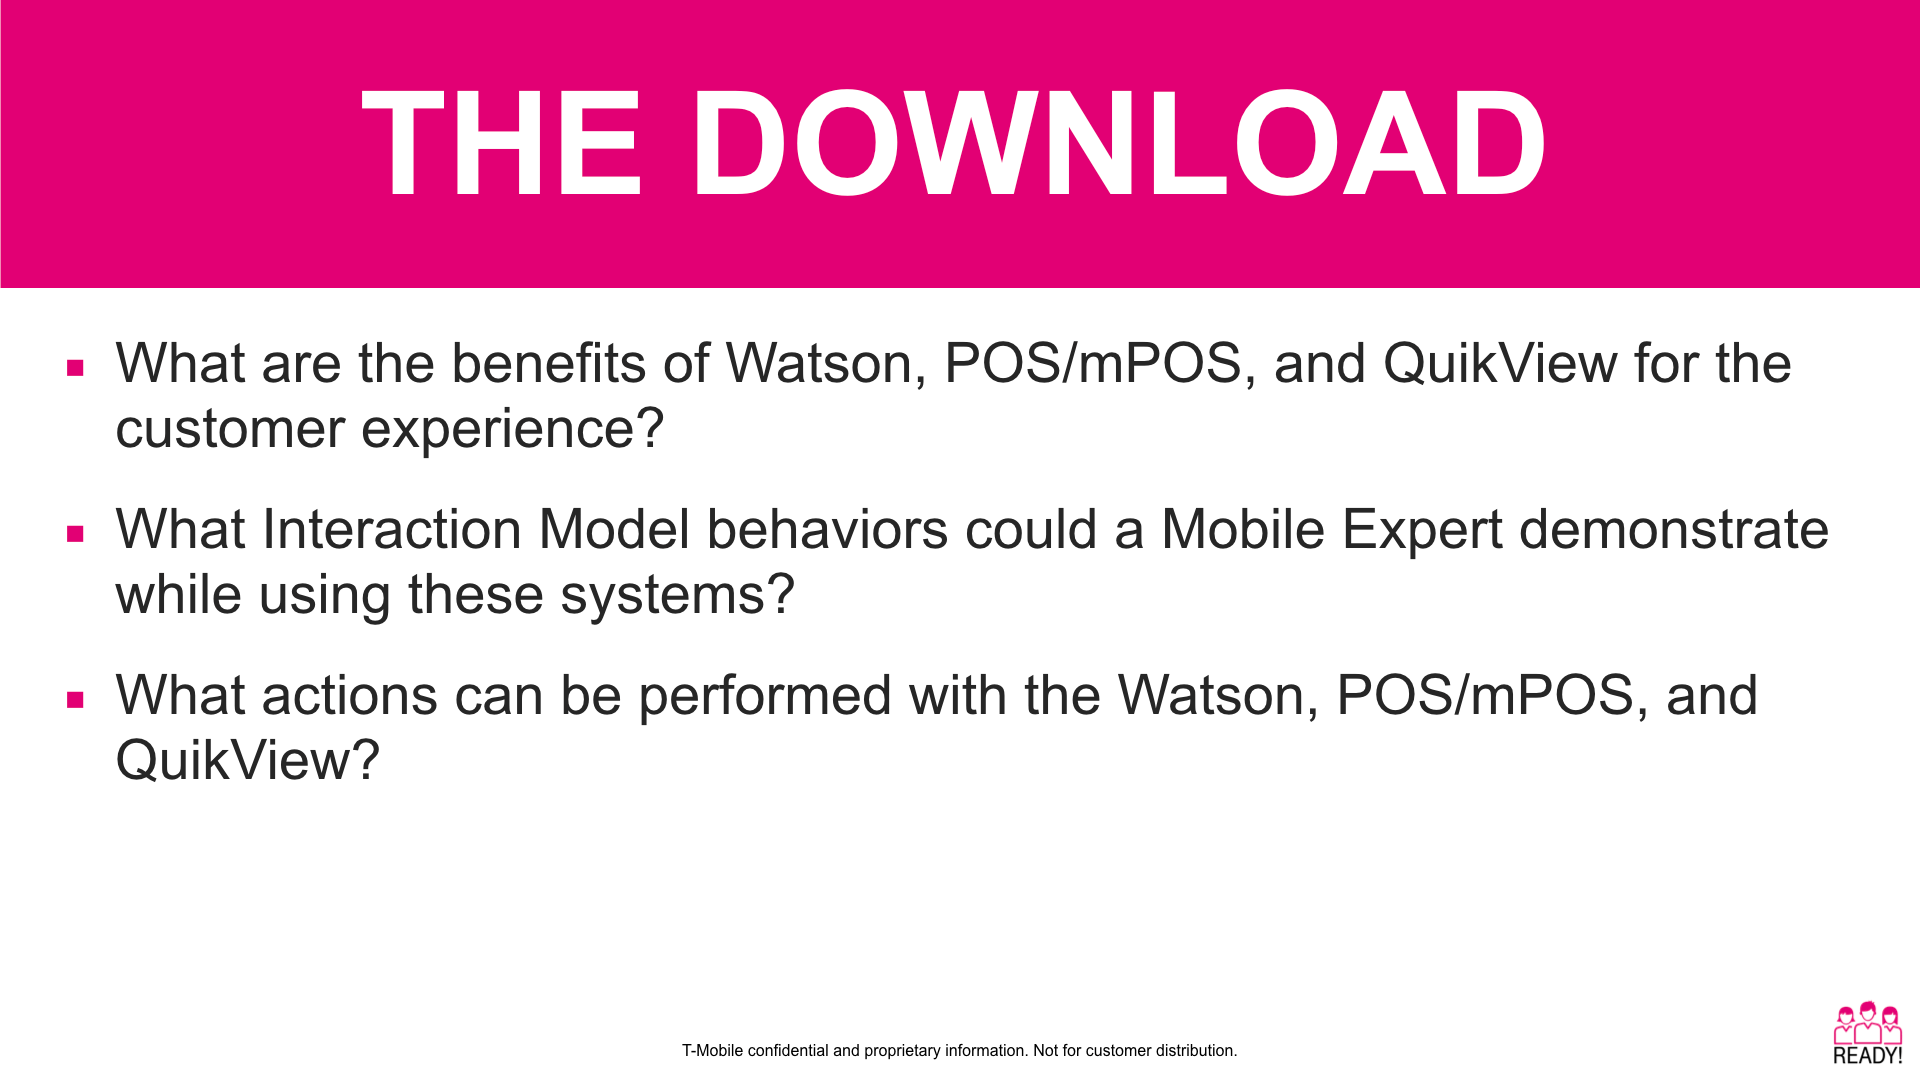 THE DOWNLOAD
What are the benefits of Watson, POS/mPOS, and QuikView for the
customer experience?
What Interaction Model behaviors could a Mobile Expert demonstrate
while using these systems?
What actions can be performed with the Watson, POS/mPOS, and
QuikView?
T-Mobile confidential and proprietary information. Not for customer distribution.
READY!